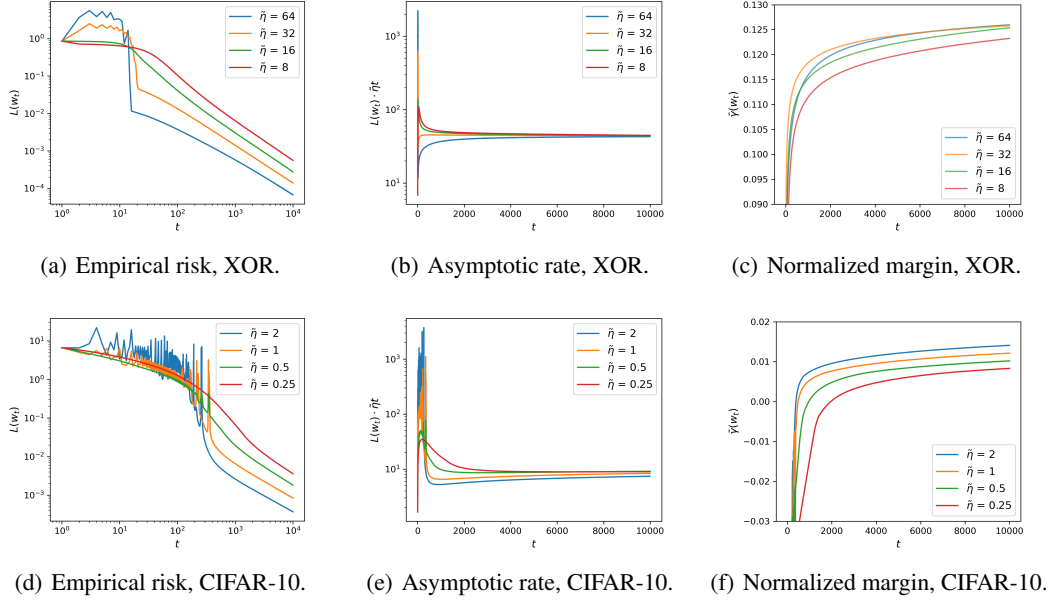 L(w_t)
10^0
10^{-1}
10^{-2}
10^{-3}
10^{-4}
10^0 10^1 10^2 10^3 10^4
t
η̃ = 64
η̃ = 32
η̃ = 16
η̃ = 8
(a) Empirical risk, XOR.
L(w_t) · η̃t
10^3
10^2
10^1
0 2000 4000 6000 8000 10000
t
η̃ = 64
η̃ = 32
η̃ = 16
η̃ = 8
(b) Asymptotic rate, XOR.
γ̃(w_t)
0.130
0.125
0.120
0.115
0.110
0.105
0.100
0.095
0.090
0 2000 4000 6000 8000 10000
t
η̃ = 64
η̃ = 32
η̃ = 16
η̃ = 8
(c) Normalized margin, XOR.
L(w_t)
10^1
10^0
10^{-1}
10^{-2}
10^{-3}
10^0 10^1 10^2 10^3 10^4
t
η̃ = 2
η̃ = 1
η̃ = 0.5
η̃ = 0.25
(d) Empirical risk, CIFAR-10.
L(w_t) · η̃t
10^3
10^2
10^1
0 2000 4000 6000 8000 10000
t
η̃ = 2
η̃ = 1
η̃ = 0.5
η̃ = 0.25
(e) Asymptotic rate, CIFAR-10.
γ̃(w_t)
0.02
0.01
0.00
−0.01
−0.02
−0.03
0 2000 4000 6000 8000 10000
t
η̃ = 2
η̃ = 1
η̃ = 0.5
η̃ = 0.25
(f) Normalized margin, CIFAR-10.